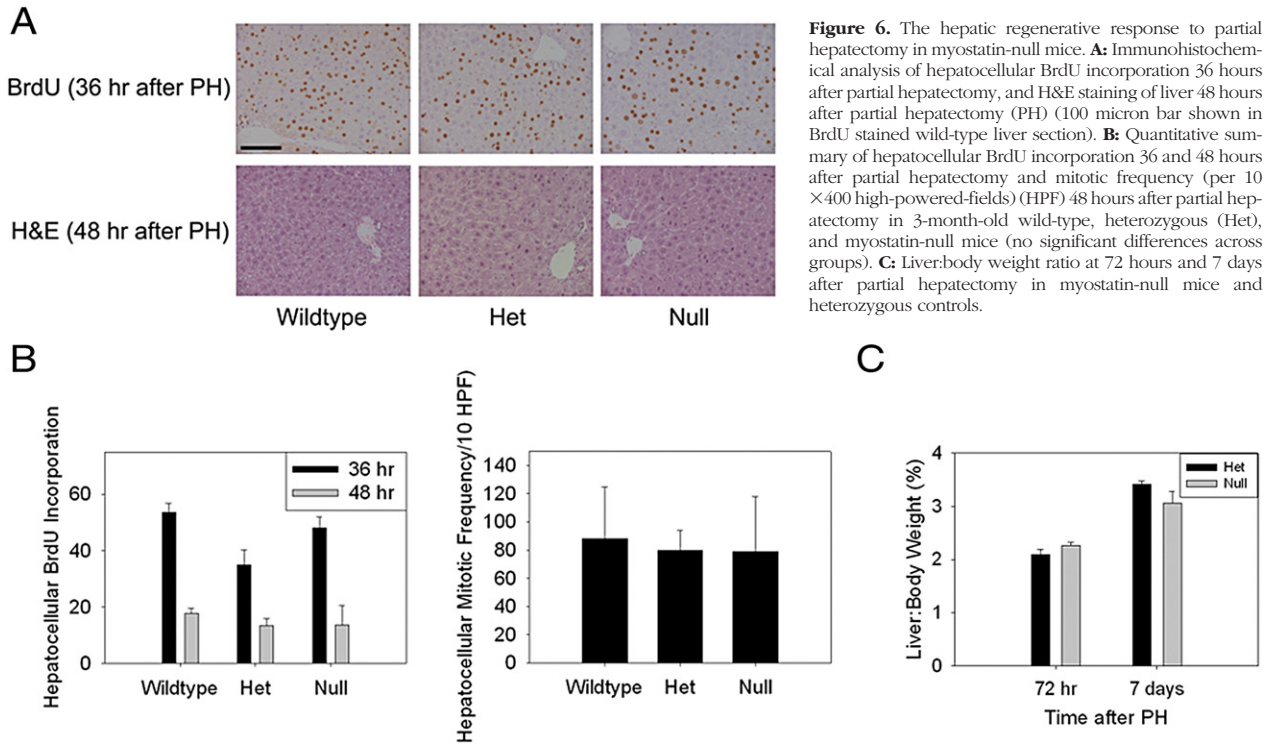 A
BrdU (36 hr after PH)
H&E (48 hr after PH)
Wildtype
Het
Null
Figure 6. The hepatic regenerative response to partial
hepatectomy in myostatin-null mice. A: Immunohistochem-
ical analysis of hepatocellular BrdU incorporation 36 hours
after partial hepatectomy, and H&E staining of liver 48 hours
after partial hepatectomy (PH) (100 micron bar shown in
BrdU stained wild-type liver section). B: Quantitative sum-
mary of hepatocellular BrdU incorporation 36 and 48 hours
after partial hepatectomy and mitotic frequency (per 10
×400 high-powered-fields) (HPF) 48 hours after partial hep-
atectomy in 3-month-old wild-type, heterozygous (Het),
and myostatin-null mice (no significant differences across
groups). C: Liver:body weight ratio at 72 hours and 7 days
after partial hepatectomy in myostatin-null mice and
heterozygous controls.
B
Hepatocellular BrdU Incorporation
60
40
20
0
36 hr
48 hr
Wildtype
Het
Null
Hepatocellular Mitotic Frequency/10 HPF)
140
120
100
80
60
40
20
0
Wildtype
Het
Null
C
Liver:Body Weight (%)
4
3
2
1
0
Het
Null
72 hr
7 days
Time after PH